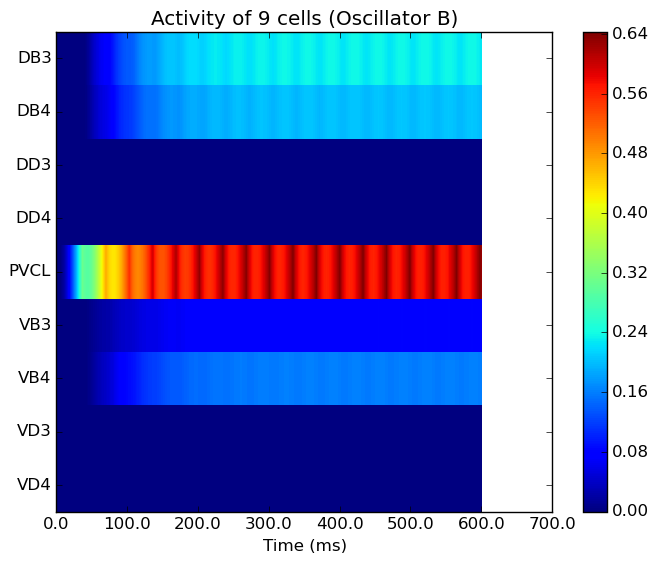 Activity of 9 cells (Oscillator B)
DB3
DB4
DD3
DD4
PVCL
VB3
VB4
VD3
VD4
0.0 100.0 200.0 300.0 400.0 500.0 600.0 700.0
Time (ms)
0.64
0.56
0.48
0.40
0.32
0.24
0.16
0.08
0.00